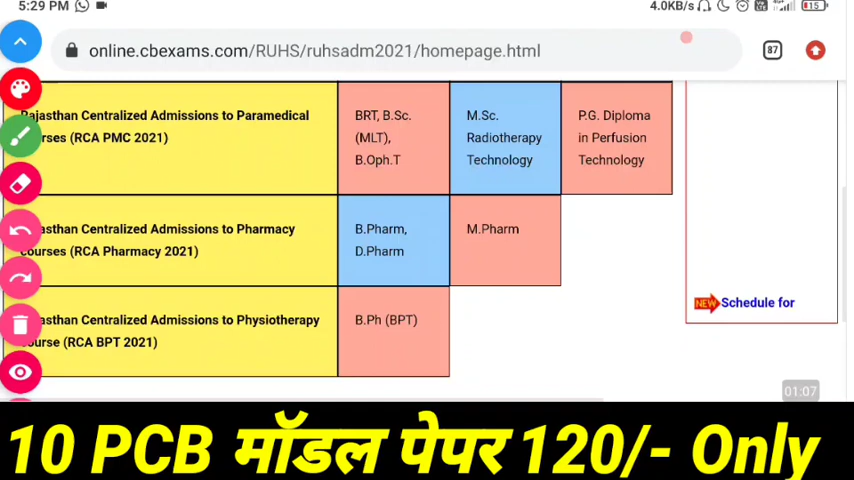 5:29 PM
4.0KB/s
15
online.cbexams.com/RUHS/ruhsadm2021/homepage.html
87
Rajasthan Centralized Admissions to Paramedical
urses (RCA PMC 2021)
BRT, B.Sc.
(MLT),
B.Oph.T
M.Sc.
Radiotherapy
Technology
P.G. Diploma
in Perfusion
Technology
asthan Centralized Admissions to Pharmacy
courses (RCA Pharmacy 2021)
B.Pharm,
D.Pharm
M.Pharm
NEW Schedule for
asthan Centralized Admissions to Physiotherapy
ourse (RCA BPT 2021)
B.Ph (BPT)
01:07
10 PCB मॉडल पेपर 120/- Only